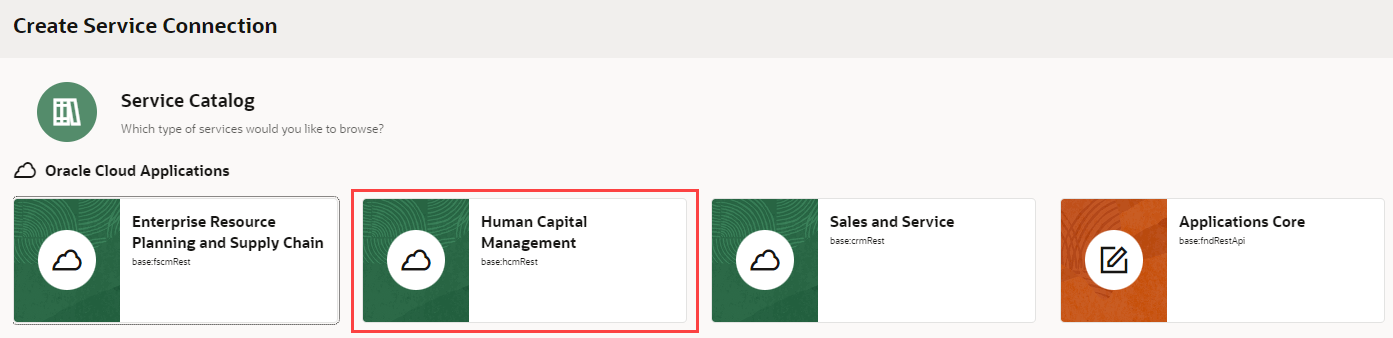 Create Service Connection
Service Catalog
Which type of services would you like to browse?
Oracle Cloud Applications
Enterprise Resource
Planning and Supply Chain
base:fscmRest
Human Capital
Management
base:hcmRest
Sales and Service
base:crmRest
Applications Core
base:fndRestApi